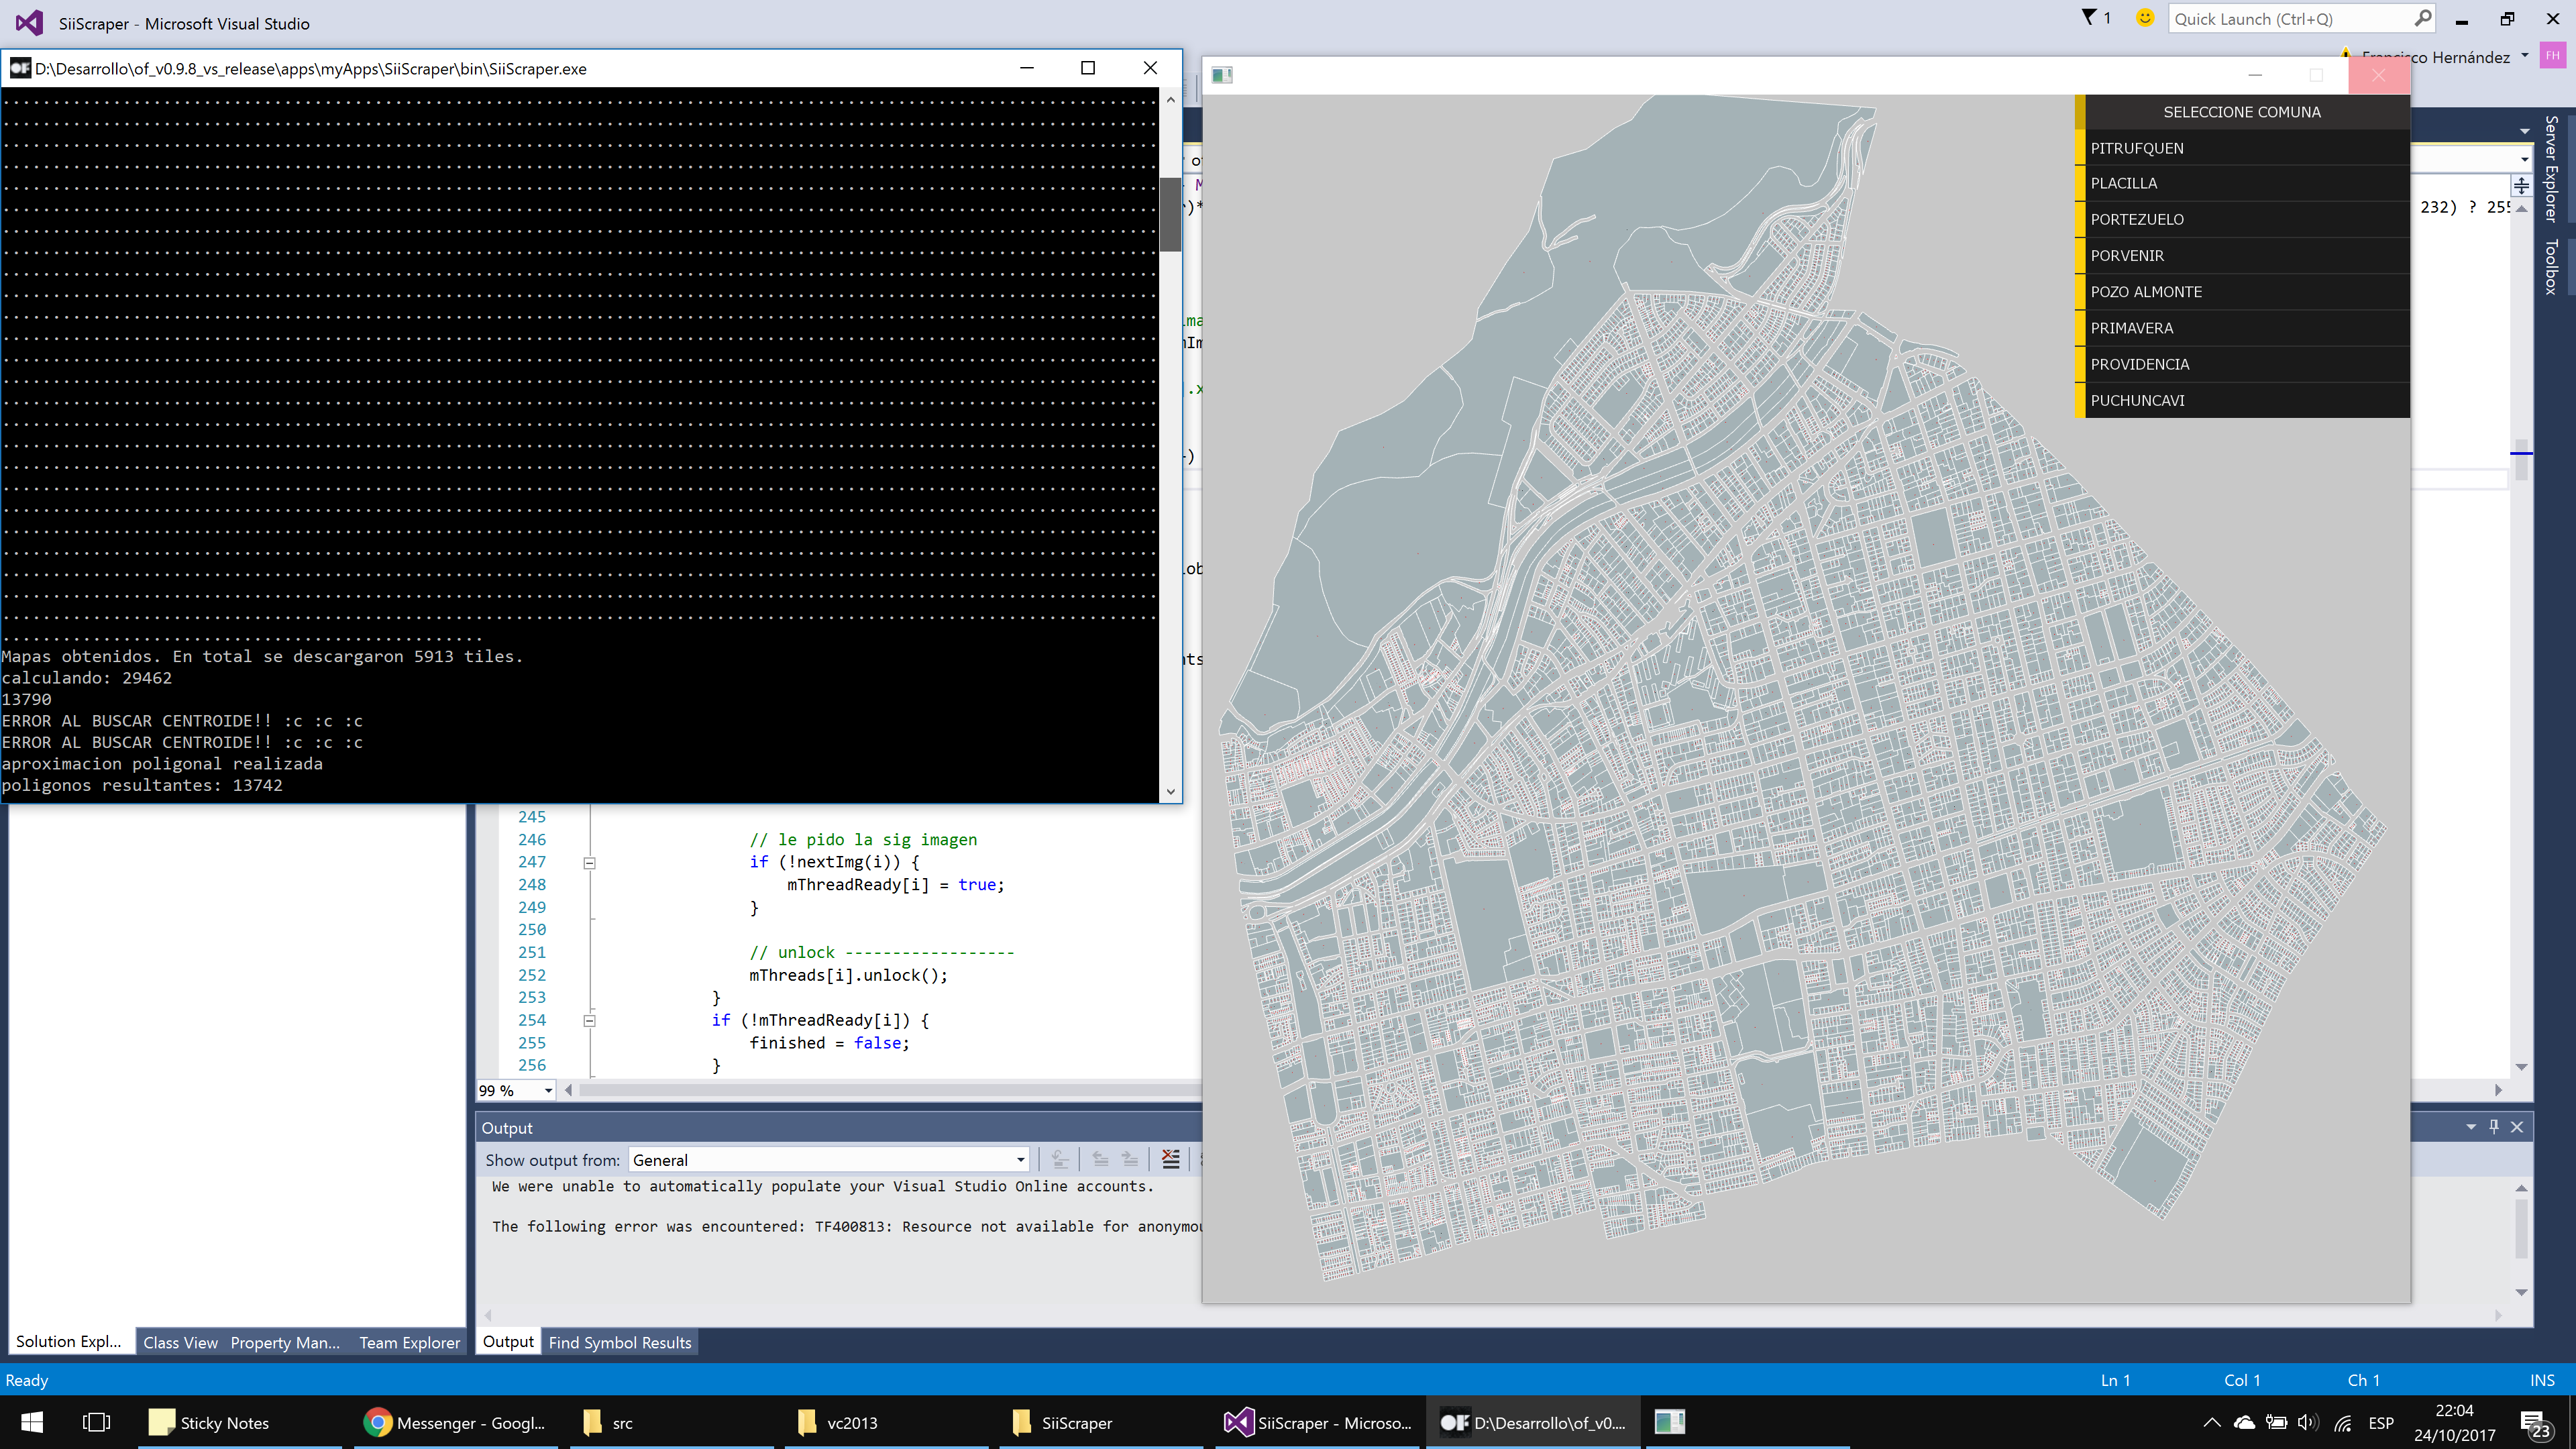 SiiScraper - Microsoft Visual Studio
1
Quick Launch (Ctrl+Q)
Francisco Hernández
FH
D:\Desarrollo\of_v0.9.8_vs_release\apps\myApps\SiiScraper\bin\SiiScraper.exe
Mapas obtenidos. En total se descargaron 5913 tiles.
calculando: 29462
13790
ERROR AL BUSCAR CENTROIDE!! :c :c :c
ERROR AL BUSCAR CENTROIDE!! :c :c :c
aproximacion poligonal realizada
poligonos resultantes: 13742
SELECCIONE COMUNA
PITRUFQUEN
PLACILLA
PORTEZUELO
PORVENIR
POZO ALMONTE
PRIMAVERA
PROVIDENCIA
PUCHUNCAVI
232) ? 255
Server Explorer
Toolbox
245
246 // le pido la sig imagen
247 if (!nextImg(i)) {
248 mThreadReady[i] = true;
249 }
250
251 // unlock ------------------
252 mThreads[i].unlock();
253 }
254 if (!mThreadReady[i]) {
255 finished = false;
256 }
99 %
Output
Show output from: General
We were unable to automatically populate your Visual Studio Online accounts.
The following error was encountered: TF400813: Resource not available for anonymou
Solution Expl... Class View Property Man... Team Explorer
Output Find Symbol Results
Ready
Ln 1 Col 1 Ch 1 INS
Sticky Notes
Messenger - Googl...
src
vc2013
SiiScraper
SiiScraper - Microso...
OF D:\Desarrollo\of_v0....
ESP
22:04
24/10/2017
23